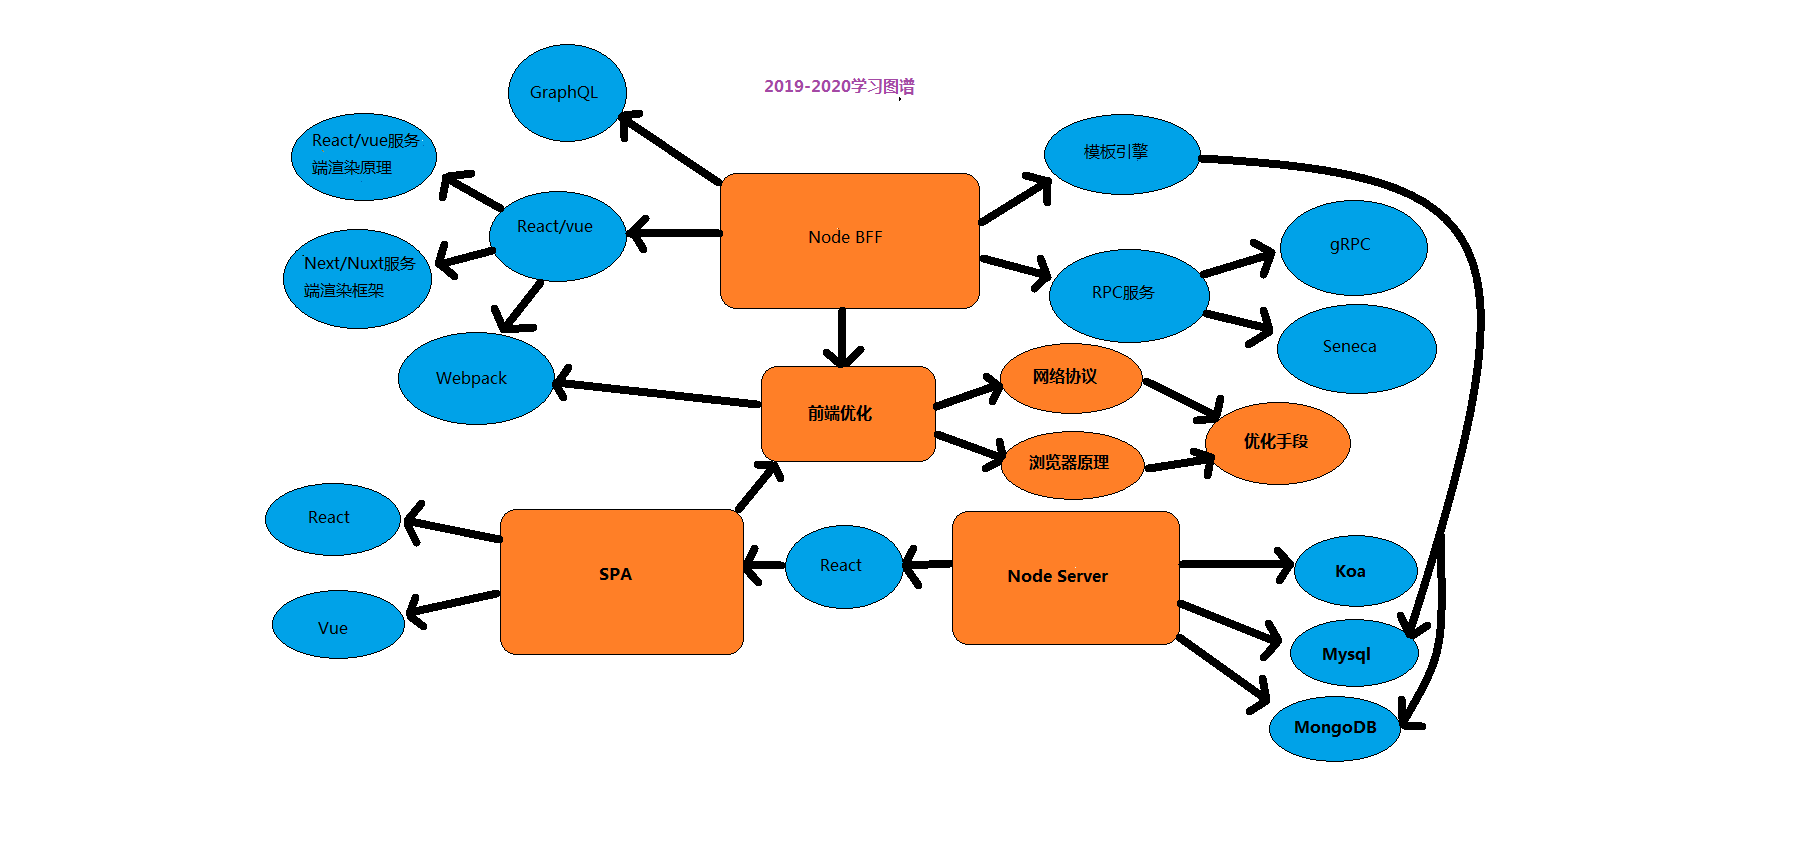 2019-2020学习图谱
GraphQL
React/vue服务
端渲染原理
模板引擎
React/vue
Node BFF
gRPC
Next/Nuxt服务
端渲染框架
RPC服务
Seneca
Webpack
网络协议
前端优化
优化手段
浏览器原理
React
SPA
React
Node Server
Koa
Vue
Mysql
MongoDB